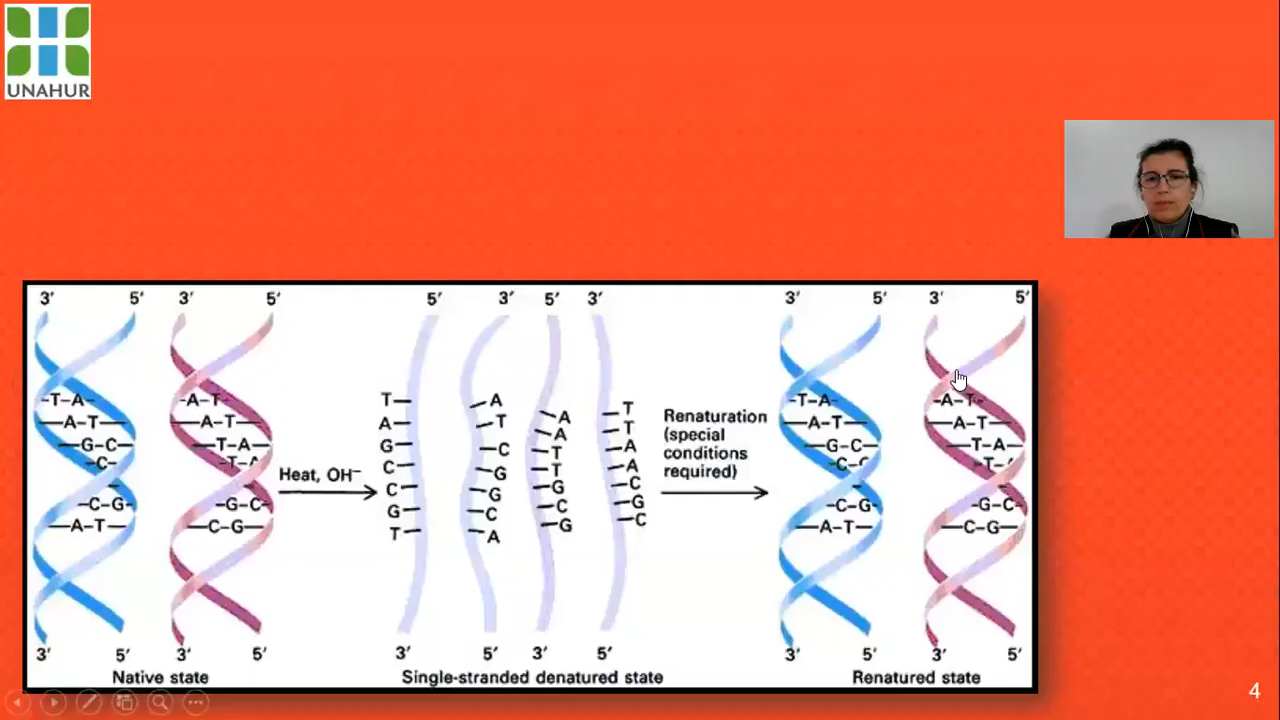 UNAHUR
3' 5' 3' 5' 5' 3' 5' 3' 3' 5' 3' 5'
-T-A-
-A-T-
-G-C-
-C-
-C-G-
-A-T-
-A-T-
-A-T-
-T-A-
-T-A
-G-C-
-C-G-
Heat, OH⁻
T
A
G
C
C
G
T
A
T
C
G
G
C
A
A
A
T
T
G
C
G
T
T
A
A
C
G
C
Renaturation
(special
conditions
required)
-T-A-
-A-T-
-G-C-
-C-G
-C-G-
-A-T-
-A-T-
-A-T-
-T-A-
-T-
-G-C-
-C-G-
3' 5' 3' 5' 3' 5' 3' 5' 3' 5' 3' 5'
Native state
Single-stranded denatured state
Renatured state
4